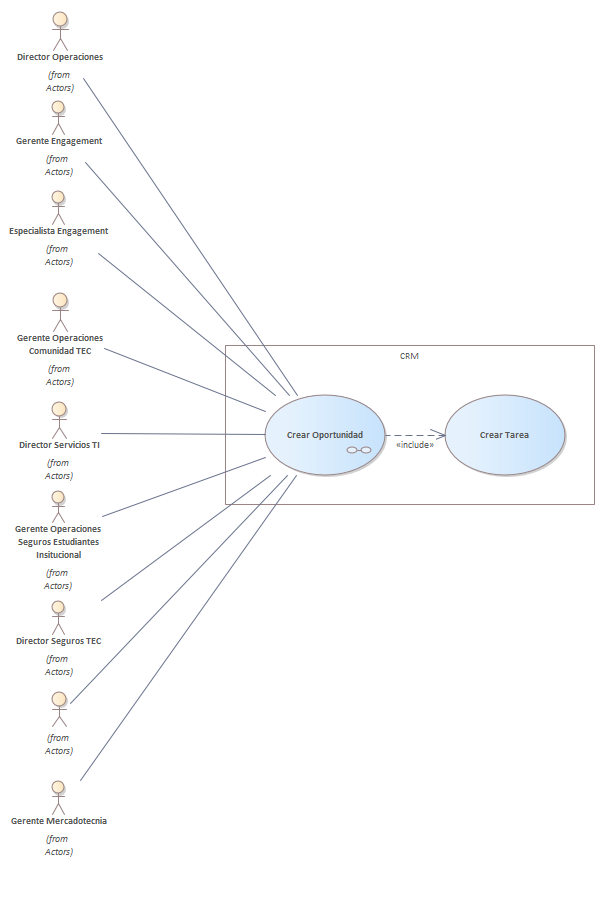 Director Operaciones
(from
Actors)
Gerente Engagement
(from
Actors)
Especialista Engagement
(from
Actors)
Gerente Operaciones
Comunidad TEC
(from
Actors)
Director Servicios TI
(from
Actors)
Gerente Operaciones
Seguros Estudiantes
Insitucional
(from
Actors)
Director Seguros TEC
(from
Actors)
(from
Actors)
Gerente Mercadotecnia
(from
Actors)
CRM
Crear Oportunidad
«include»
Crear Tarea